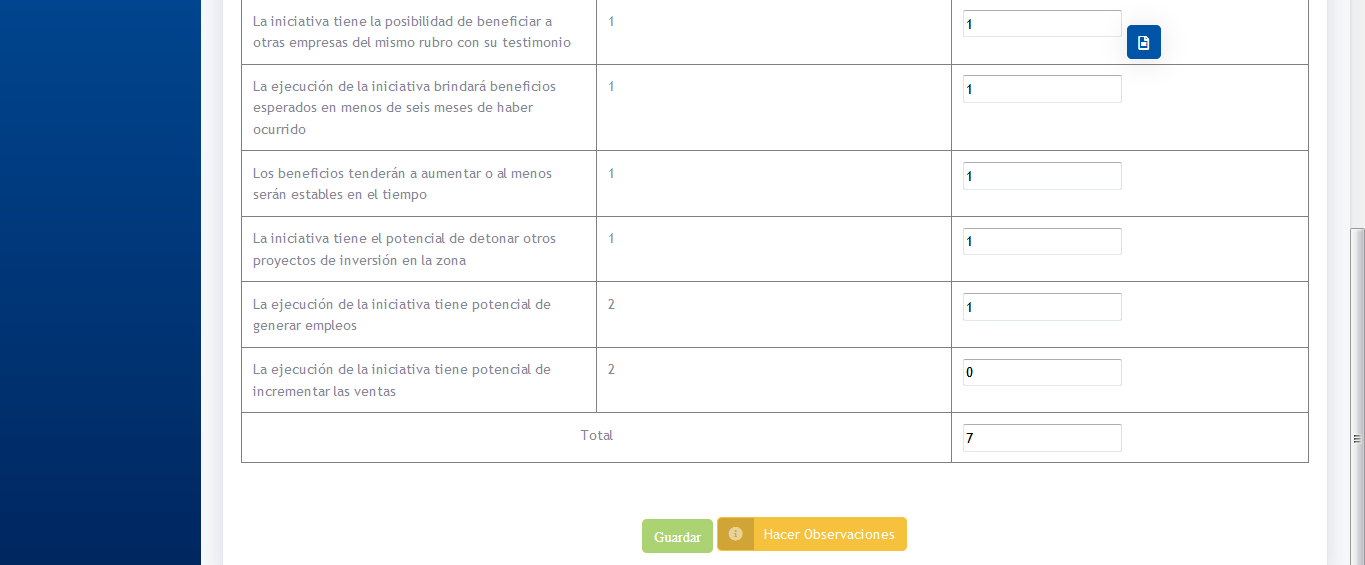 La iniciativa tiene la posibilidad de beneficiar a
otras empresas del mismo rubro con su testimonio
1
1
La ejecución de la iniciativa brindará beneficios
esperados en menos de seis meses de haber
ocurrido
1
1
Los beneficios tenderán a aumentar o al menos
serán estables en el tiempo
1
1
La iniciativa tiene el potencial de detonar otros
proyectos de inversión en la zona
1
1
La ejecución de la iniciativa tiene potencial de
generar empleos
2
1
La ejecución de la iniciativa tiene potencial de
incrementar las ventas
2
0
Total
7
Guardar
Hacer Observaciones